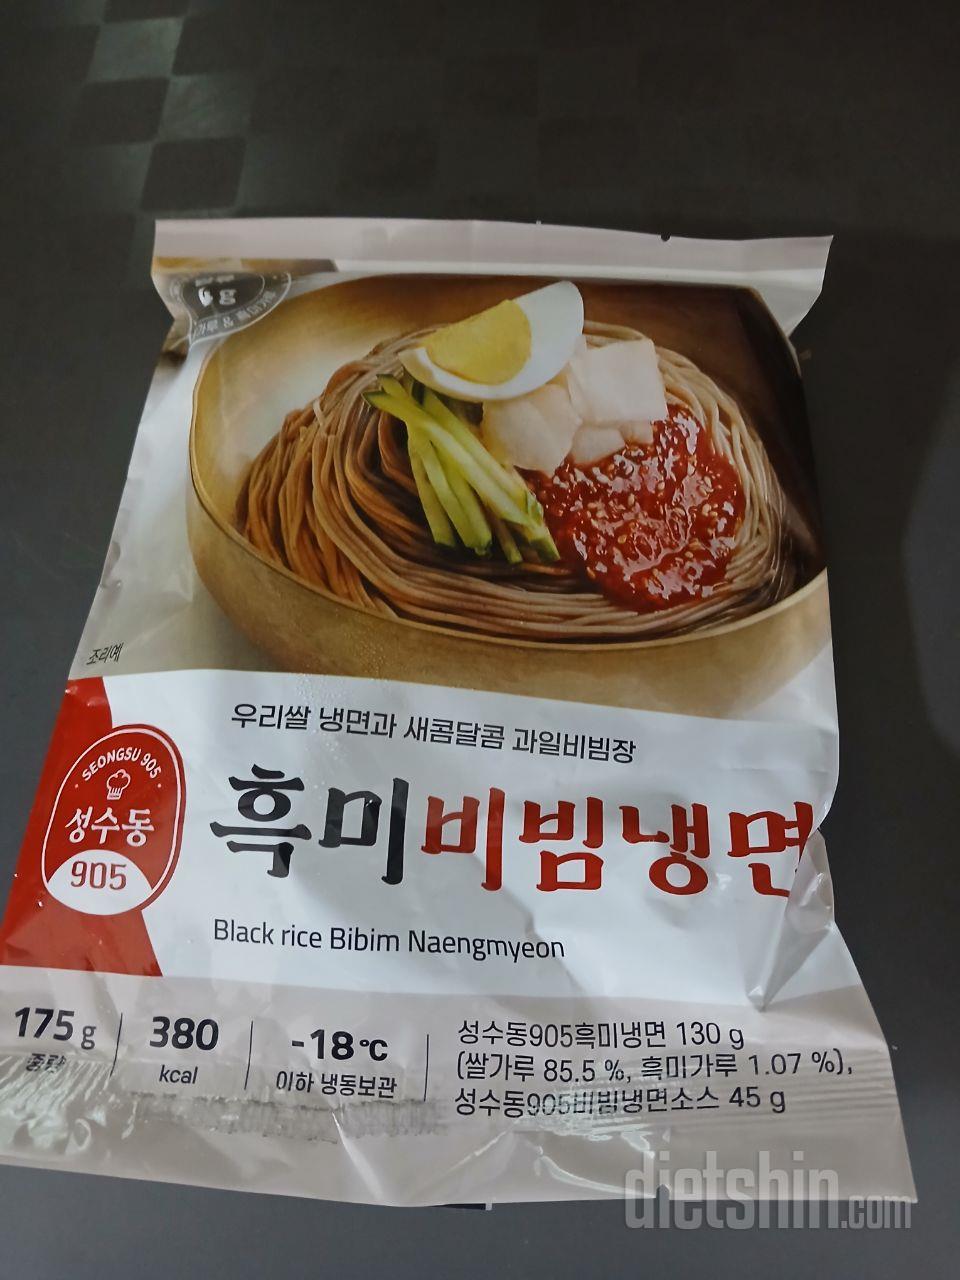 조리예
우리쌀 냉면과 새콤달콤 과일비빔장
SEONGSU 905
성수동
905
흑미비빔냉면
Black rice Bibim Naengmyeon
175 g
중량
380
kcal
-18℃
이하 냉동보관
성수동905흑미냉면 130 g
(쌀가루 85.5 %, 흑미가루 1.07 %),
성수동905비빔냉면소스 45 g
dietshin.com